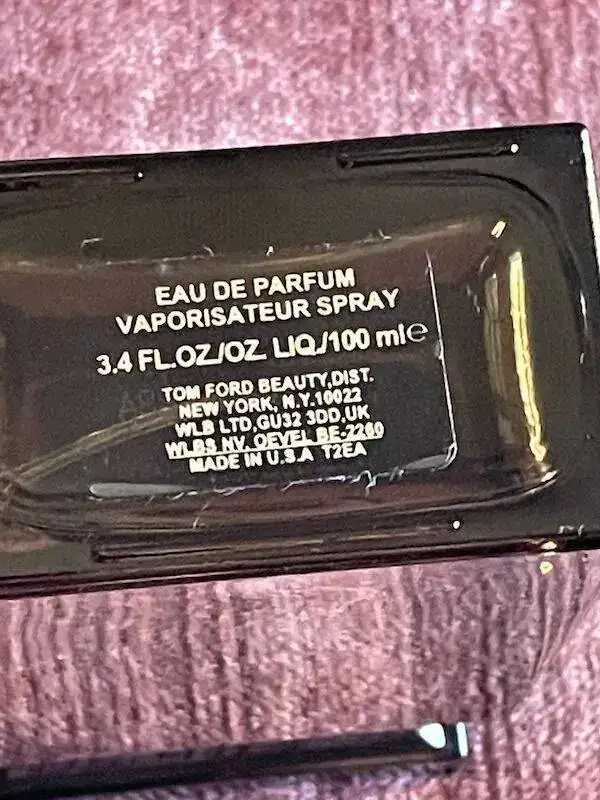 EAU DE PARFUM
VAPORISATEUR SPRAY
3.4 FL.OZ./OZ. LIQ./100 ml℮
TOM FORD BEAUTY,DIST.
NEW YORK, N.Y.10022
WLB LTD,GU32 3DD,UK
WLBS NV. OEVEL BE-2260
MADE IN U.S.A T2EA